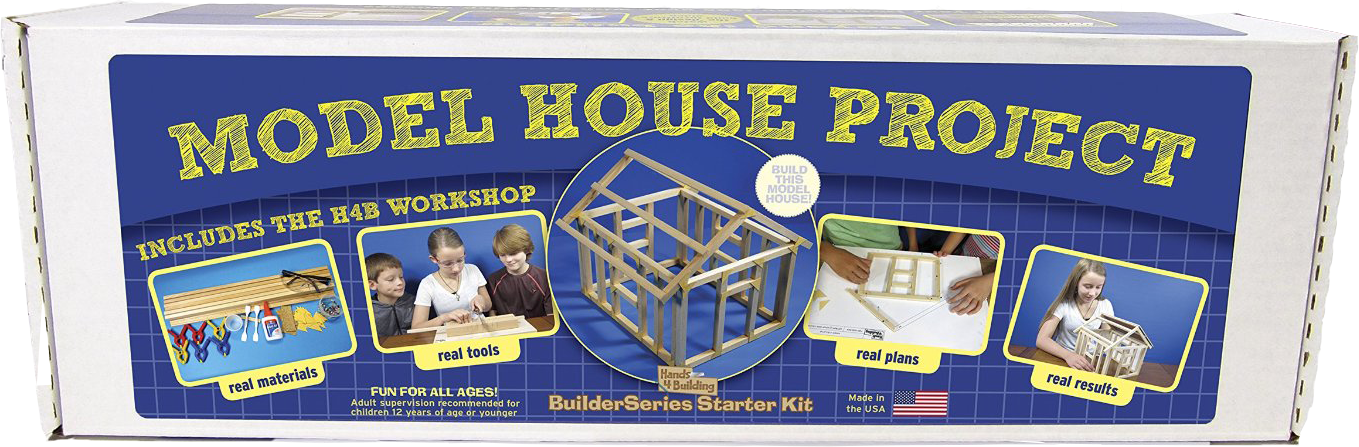 MODEL HOUSE PROJECT
INCLUDES THE H4B WORKSHOP
BUILD
THIS
MODEL
HOUSE!
real materials
real tools
real plans
real results
FUN FOR ALL AGES!
Adult supervision recommended for
children 12 years of age or younger
Hands
4 Building
BuilderSeries Starter Kit
Made in
the USA